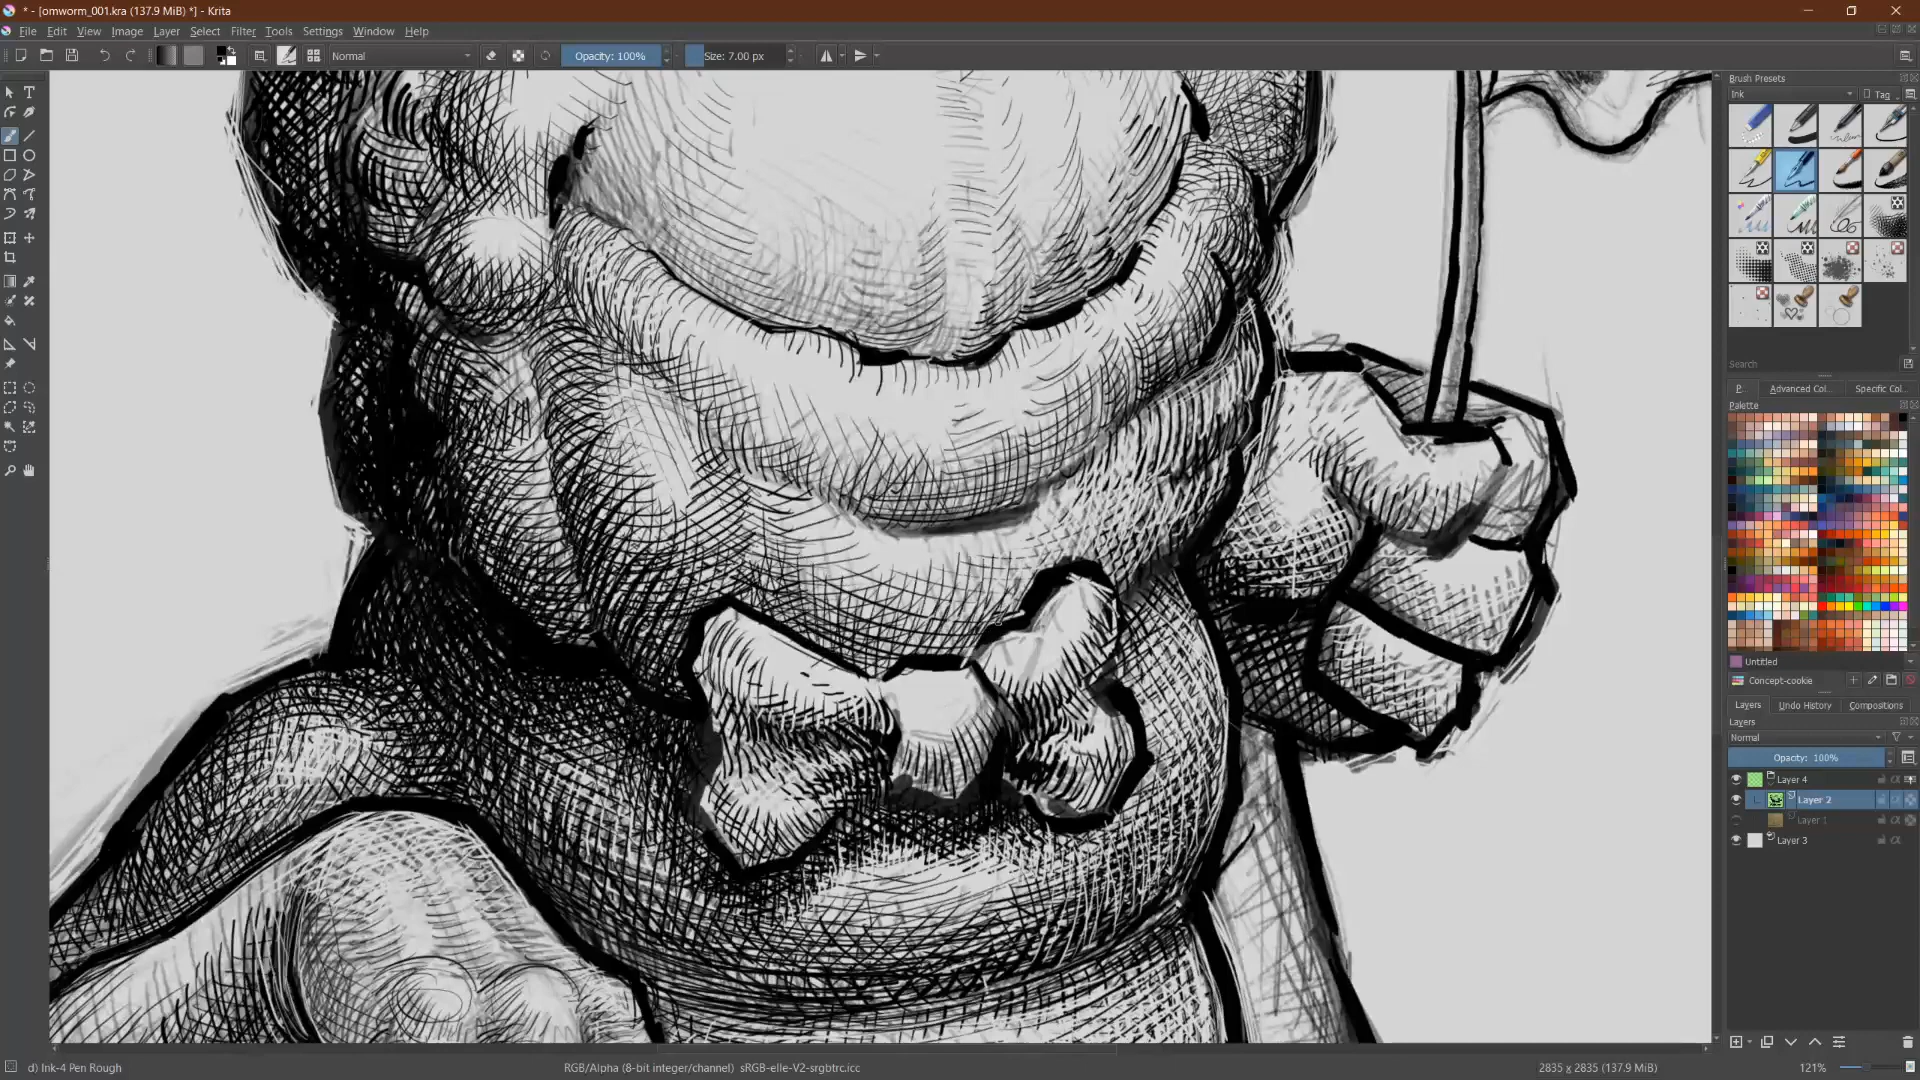 * - [omworm_001.kra (137.9 MiB) *] - Krita
File Edit View Image Layer Select Filter Tools Settings Window Help
Normal Opacity: 100% Size: 7.00 px
Brush Presets
Ink Tag
Search
P... Advanced Col... Specific Col...
Palette
Untitled
Concept-cookie
Layers Undo History Compositions
Layers
Normal
Opacity: 100%
Layer 4
Layer 2
Layer 1
Layer 3
d) Ink-4 Pen Rough RGB/Alpha (8-bit integer/channel) sRGB-elle-V2-srgbtrc.icc 2835 x 2835 (137.9 MiB) 121%